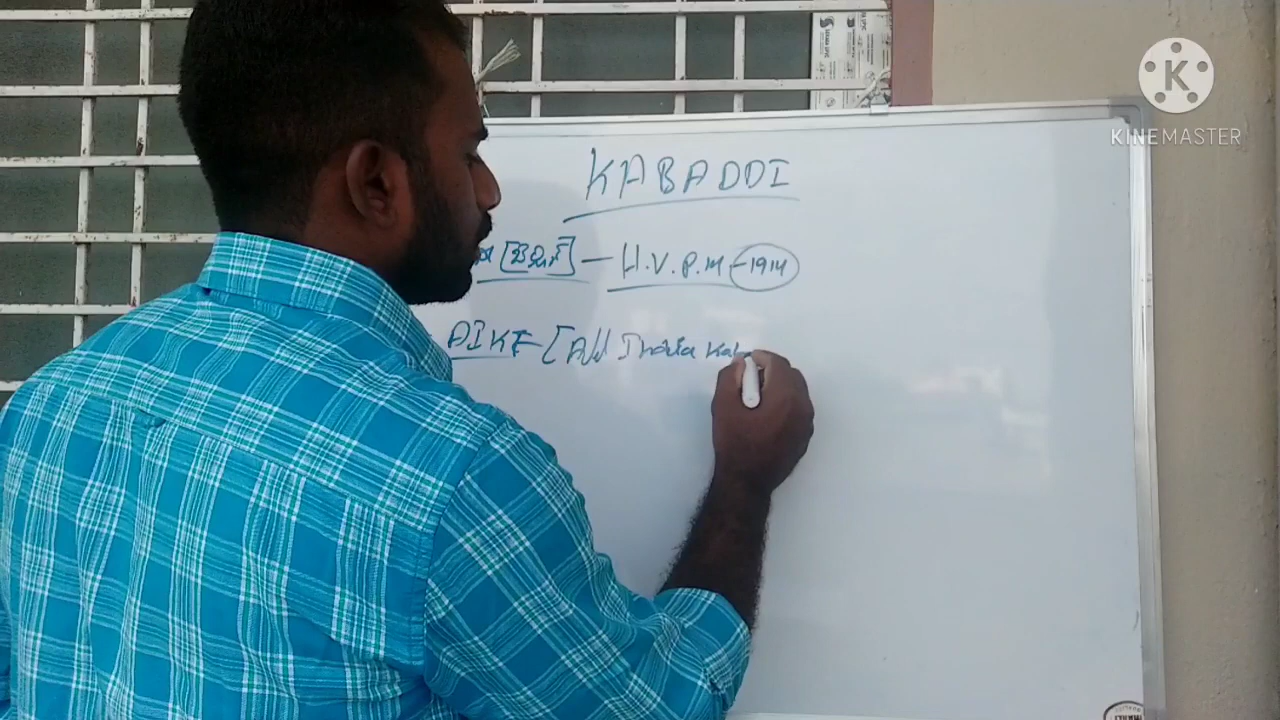 KABADDI
– H.V.P.M –1914
AIKF – [All India Kab
KINEMASTER